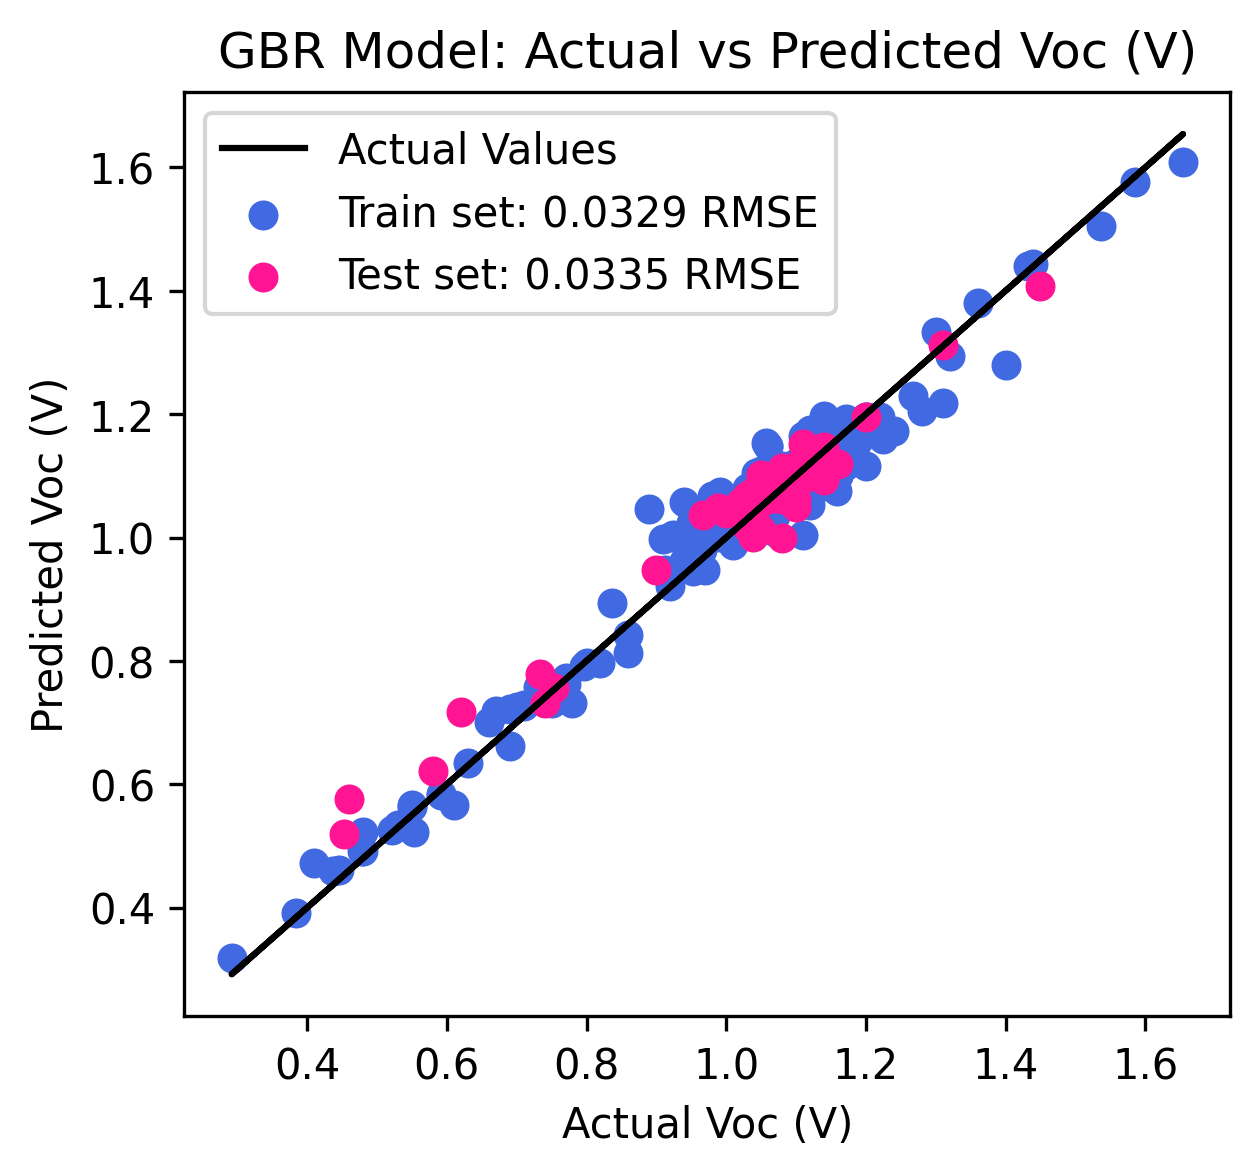 GBR Model: Actual vs Predicted Voc (V)
Actual Values
Train set: 0.0329 RMSE
Test set: 0.0335 RMSE
Predicted Voc (V)
1.6
1.4
1.2
1.0
0.8
0.6
0.4
0.4 0.6 0.8 1.0 1.2 1.4 1.6
Actual Voc (V)